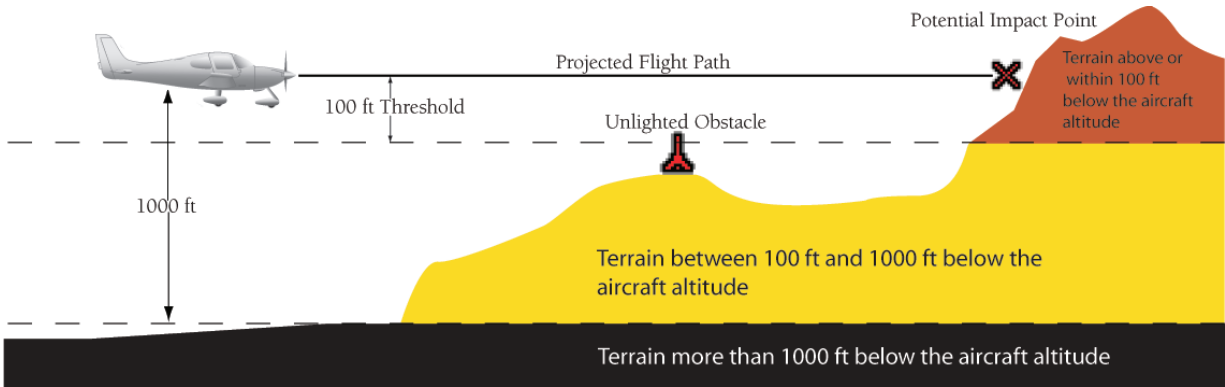 Potential Impact Point
Projected Flight Path
Terrain above or
within 100 ft
below the aircraft
altitude
100 ft Threshold
Unlighted Obstacle
1000 ft
Terrain between 100 ft and 1000 ft below the
aircraft altitude
Terrain more than 1000 ft below the aircraft altitude